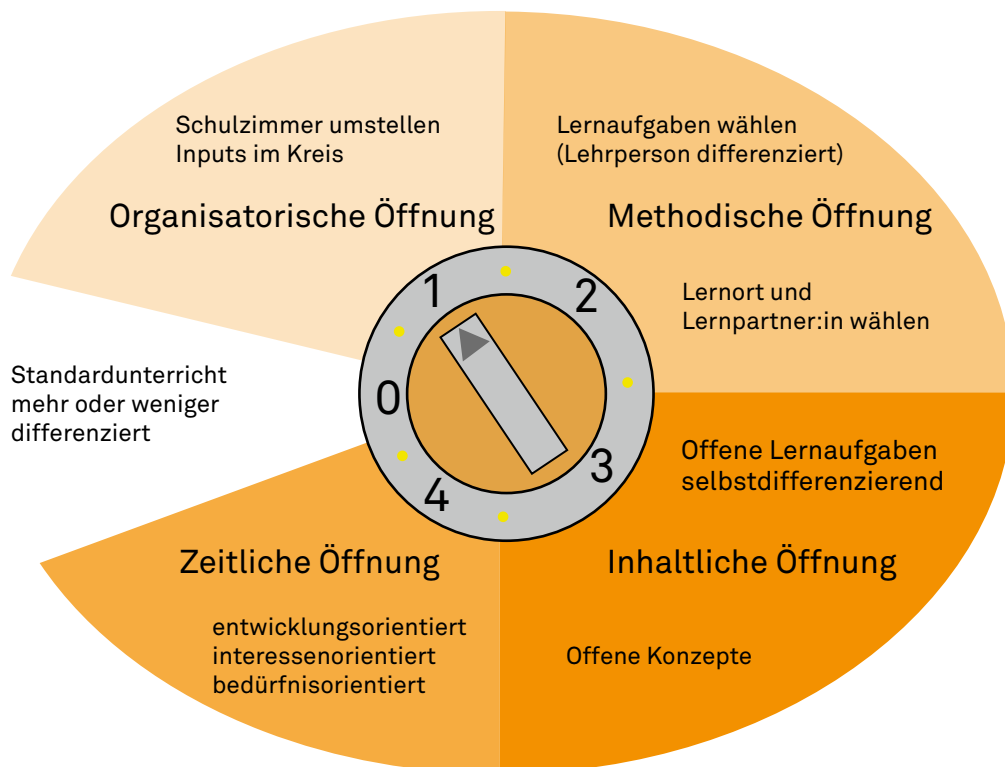 Schulzimmer umstellen
Inputs im Kreis
Organisatorische Öffnung
Lernaufgaben wählen
(Lehrperson differenziert)
Methodische Öffnung
Lernort und
Lernpartner:in wählen
1
2
0
3
4
Standardunterricht
mehr oder weniger
differenziert
Offene Lernaufgaben
selbstdifferenzierend
Inhaltliche Öffnung
Offene Konzepte
Zeitliche Öffnung
entwicklungsorientiert
interessenorientiert
bedürfnisorientiert